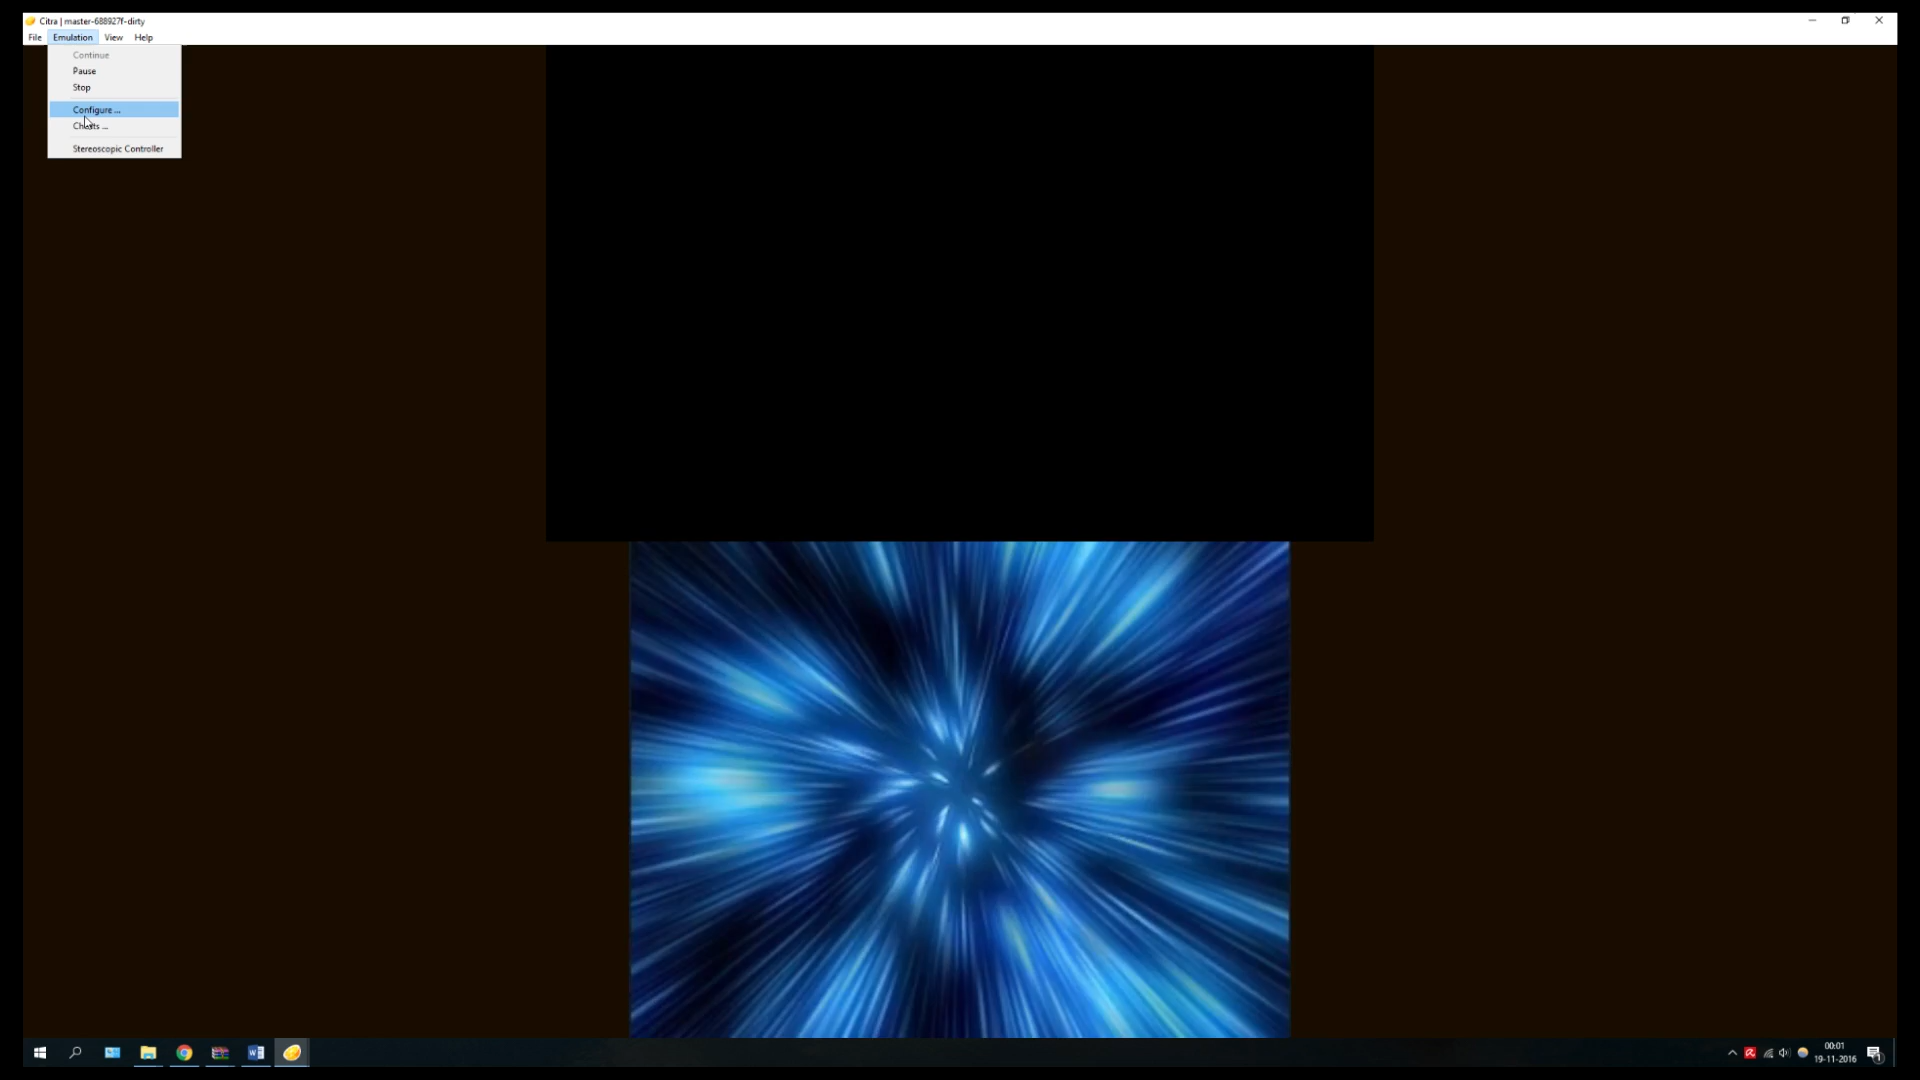 Citra | master-688927f-dirty
File Emulation View Help
Continue
Pause
Stop
Configure ...
Cheats ...
Stereoscopic Controller
00:01
19-11-2016
1